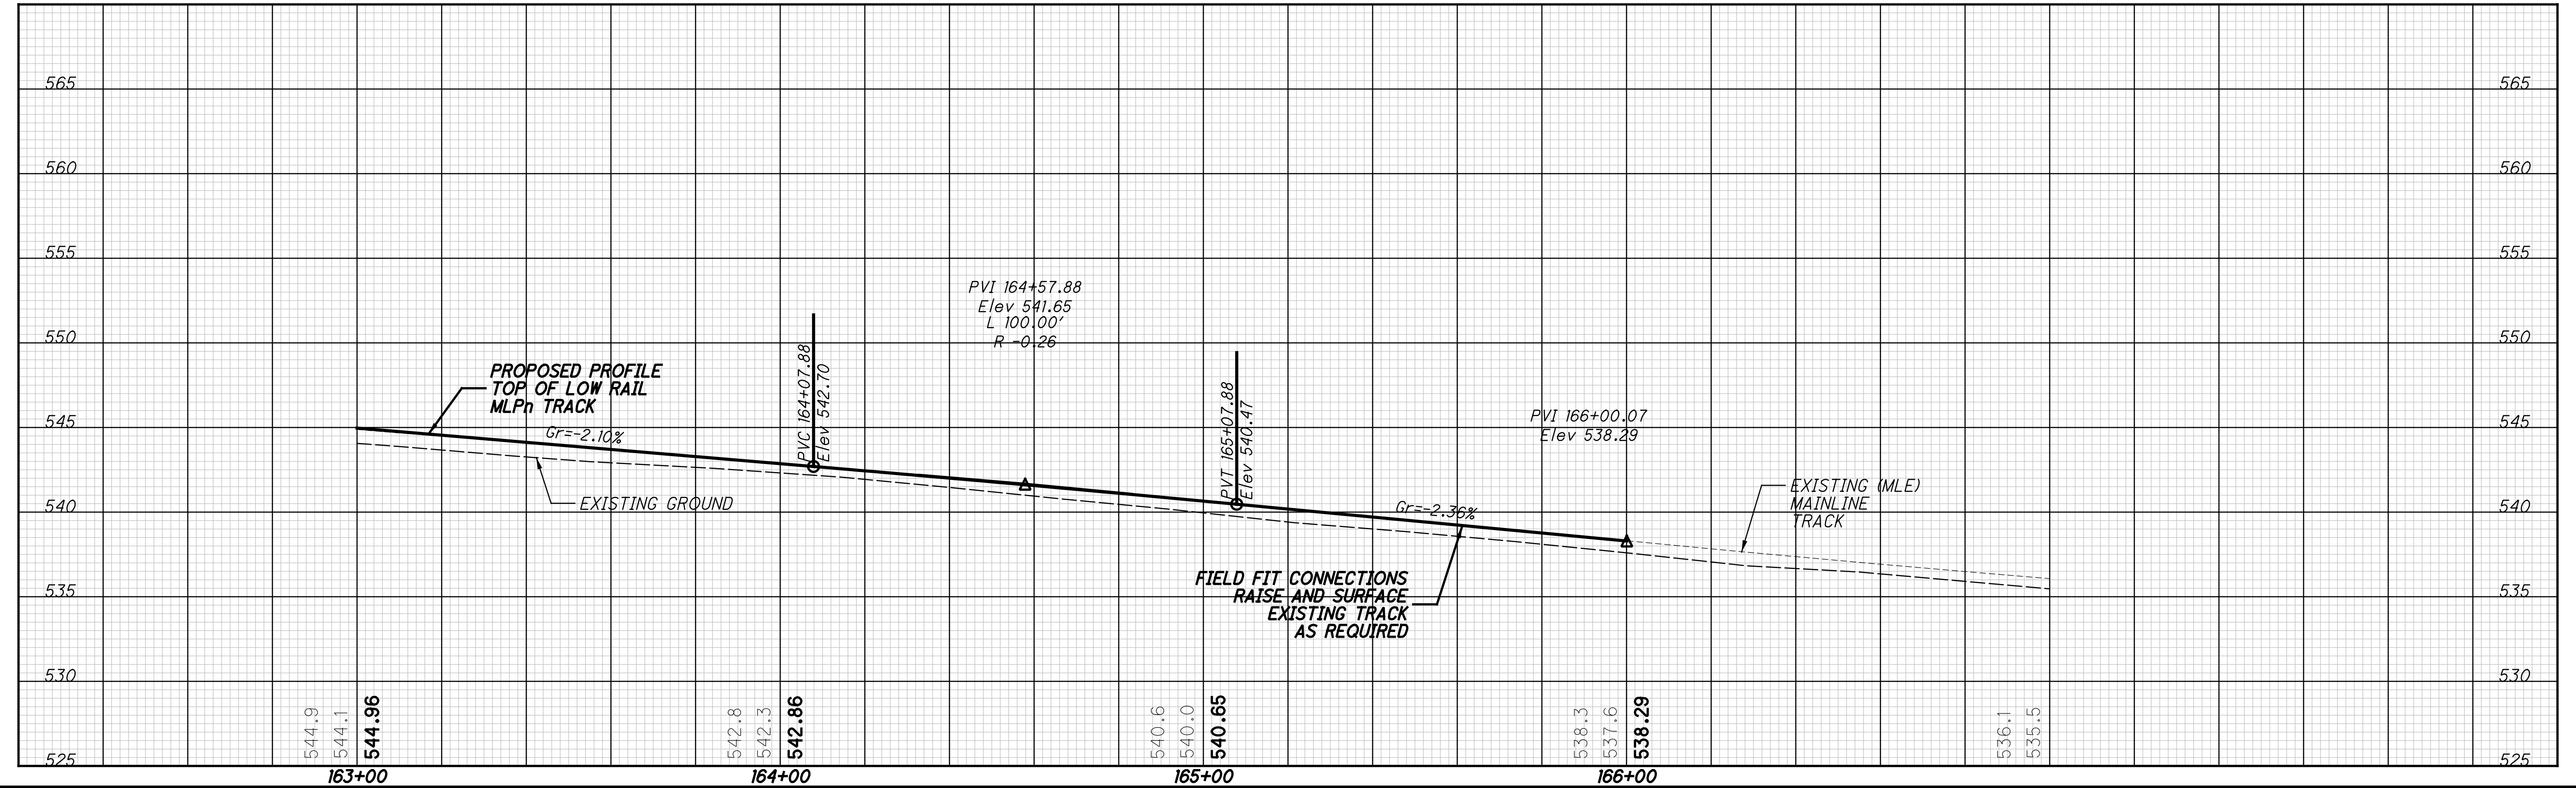 565
565
560
560
555
555
PVI 164+57.88
Elev 541.65
L 100.00'
R -0.26
550
550
PROPOSED PROFILE
TOP OF LOW RAIL
MLPn TRACK
PVC 164+07.88
Elev 542.70
PVT 165+07.88
Elev 540.47
PVI 166+00.07
Elev 538.29
545
545
Gr=-2.10%
EXISTING GROUND
EXISTING (MLE)
MAINLINE
TRACK
540
540
Gr=-2.36%
FIELD FIT CONNECTIONS
RAISE AND SURFACE
EXISTING TRACK
AS REQUIRED
535
535
530
530
544.9
544.1
544.96
542.8
542.3
542.86
540.6
540.0
540.65
538.3
537.6
538.29
536.1
535.5
525
525
163+00
164+00
165+00
166+00